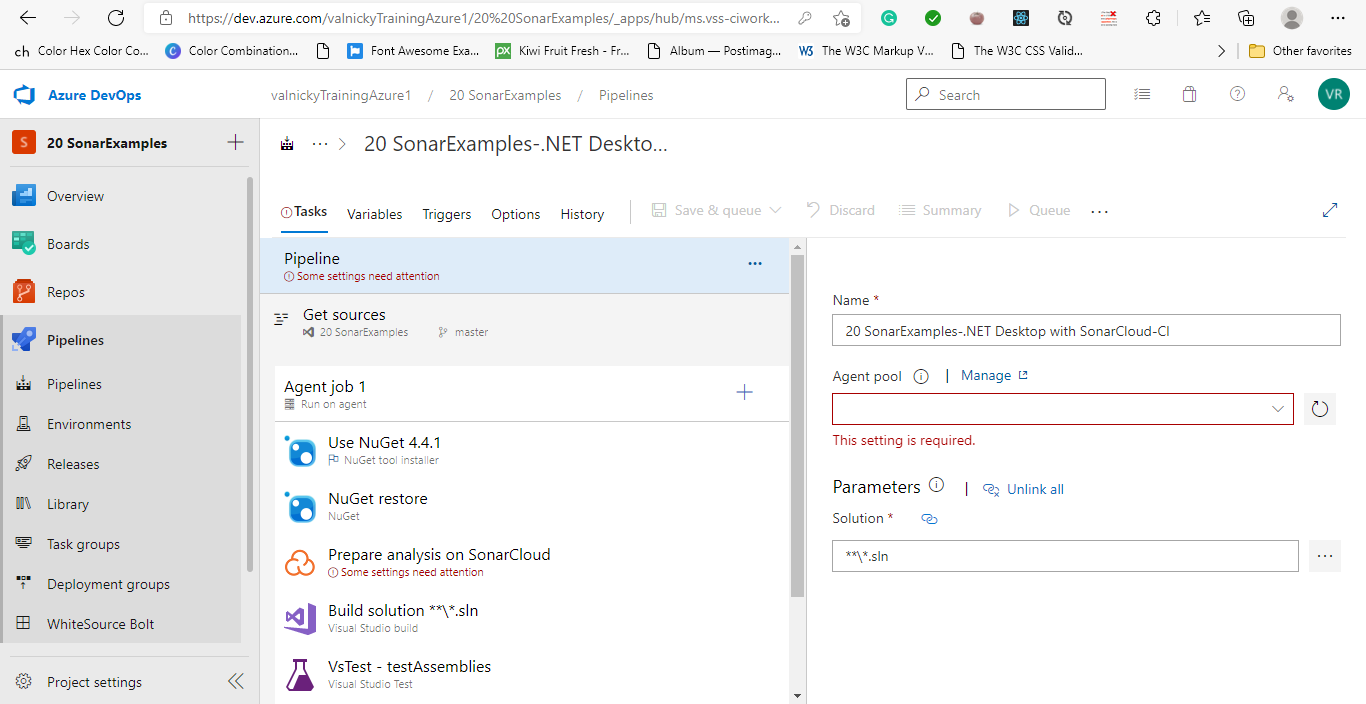 https://dev.azure.com/valnickyTrainingAzure1/20%20SonarExamples/_apps/hub/ms.vss-ciwork...
ch Color Hex Color Co...
C Color Combination...
Font Awesome Exa...
px Kiwi Fruit Fresh - Fr...
Album — Postimag...
W3 The W3C Markup V...
The W3C CSS Valid...
Other favorites
Azure DevOps
valnickyTrainingAzure1 / 20 SonarExamples / Pipelines
Search
VR
S 20 SonarExamples
Overview
Boards
Repos
Pipelines
Pipelines
Environments
Releases
Library
Task groups
Deployment groups
WhiteSource Bolt
Project settings
20 SonarExamples-.NET Deskto...
Tasks
Variables
Triggers
Options
History
Save & queue
Discard
Summary
Queue
Pipeline
Some settings need attention
Get sources
20 SonarExamples
master
Agent job 1
Run on agent
Use NuGet 4.4.1
NuGet tool installer
NuGet restore
NuGet
Prepare analysis on SonarCloud
Some settings need attention
Build solution **\*.sln
Visual Studio build
VsTest - testAssemblies
Visual Studio Test
Name *
20 SonarExamples-.NET Desktop with SonarCloud-CI
Agent pool | Manage
This setting is required.
Parameters | Unlink all
Solution *
**\*.sln